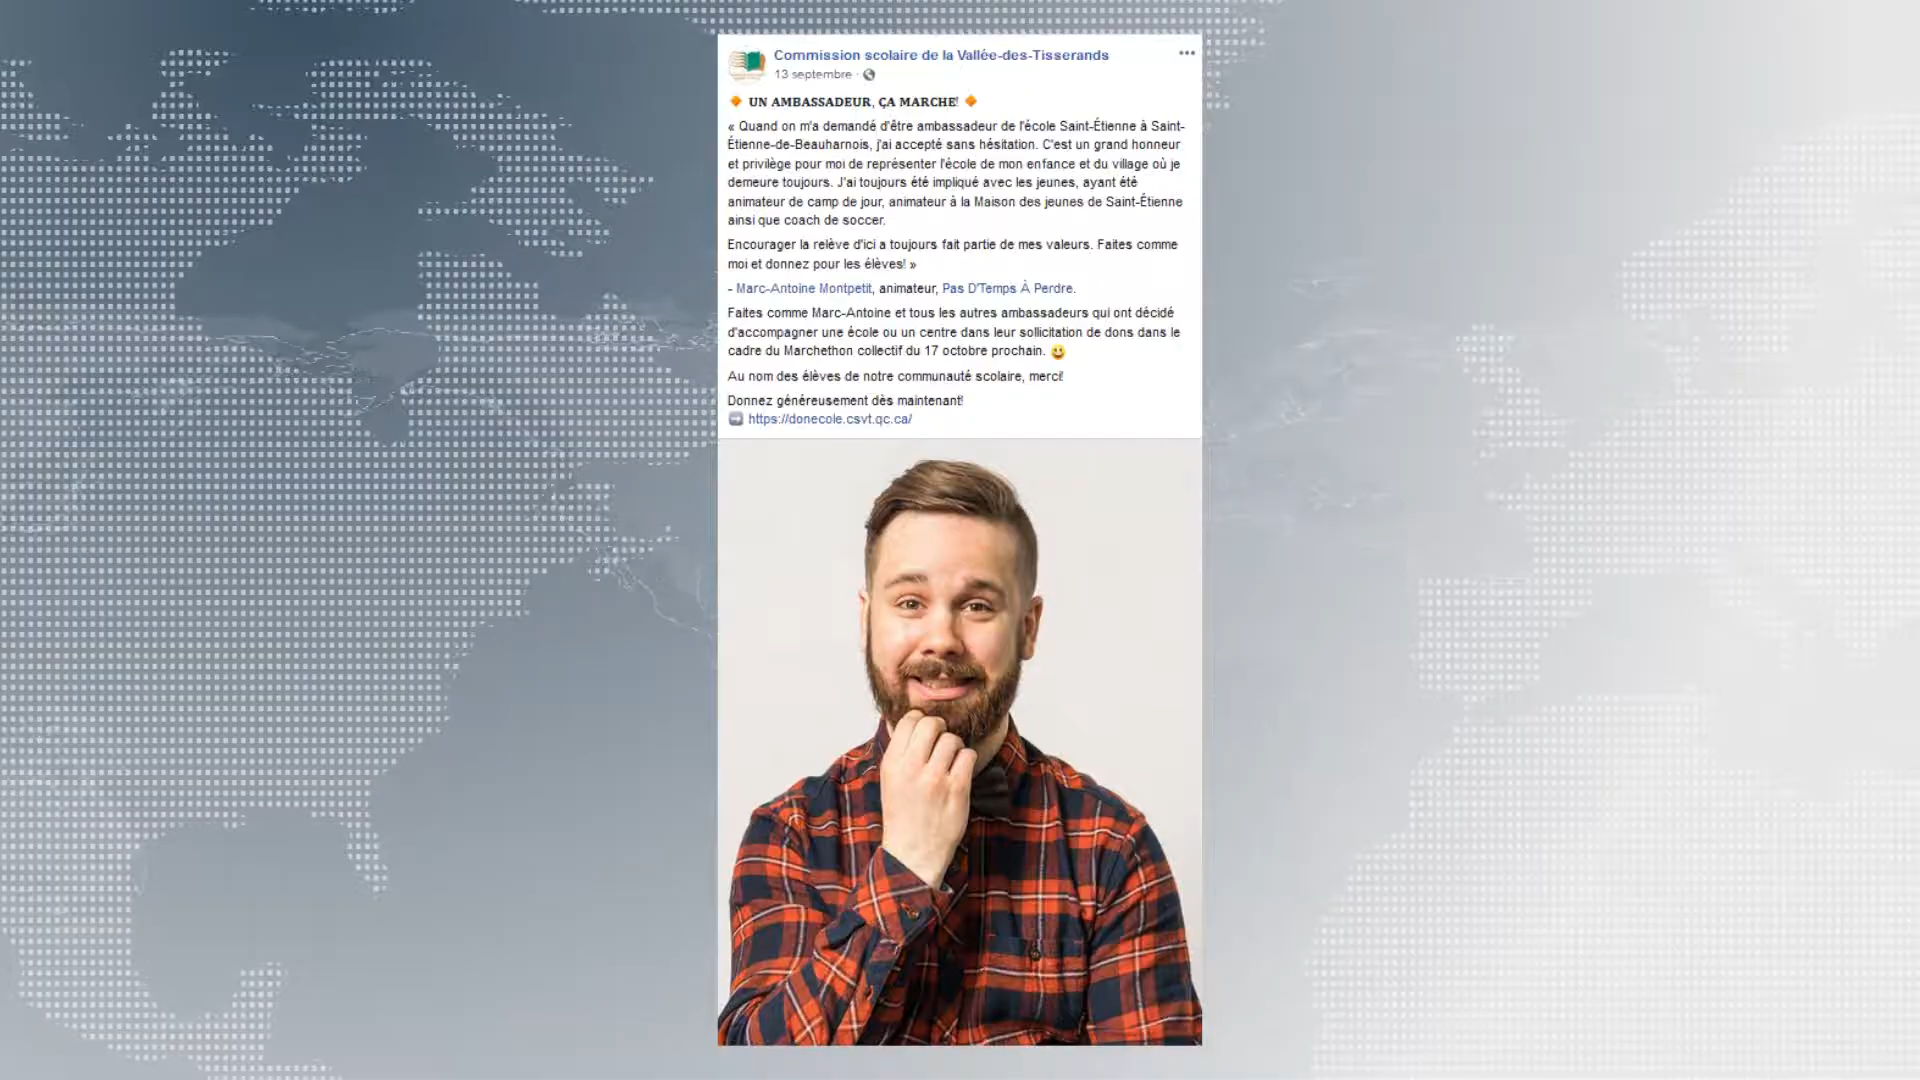 Commission scolaire de la Vallée-des-Tisserands
13 septembre ·
🔸 UN AMBASSADEUR, ÇA MARCHE! 🔸
« Quand on m'a demandé d'être ambassadeur de l'école Saint-Étienne à Saint-
Étienne-de-Beauharnois, j'ai accepté sans hésitation. C'est un grand honneur
et privilège pour moi de représenter l'école de mon enfance et du village où je
demeure toujours. J'ai toujours été impliqué avec les jeunes, ayant été
animateur de camp de jour, animateur à la Maison des jeunes de Saint-Étienne
ainsi que coach de soccer.
Encourager la relève d'ici a toujours fait partie de mes valeurs. Faites comme
moi et donnez pour les élèves! »
- Marc-Antoine Montpetit, animateur, Pas D'Temps À Perdre.
Faites comme Marc-Antoine et tous les autres ambassadeurs qui ont décidé
d'accompagner une école ou un centre dans leur sollicitation de dons dans le
cadre du Marchethon collectif du 17 octobre prochain. 😃
Au nom des élèves de notre communauté scolaire, merci!
Donnez généreusement dès maintenant!
➡ https://donecole.csvt.qc.ca/